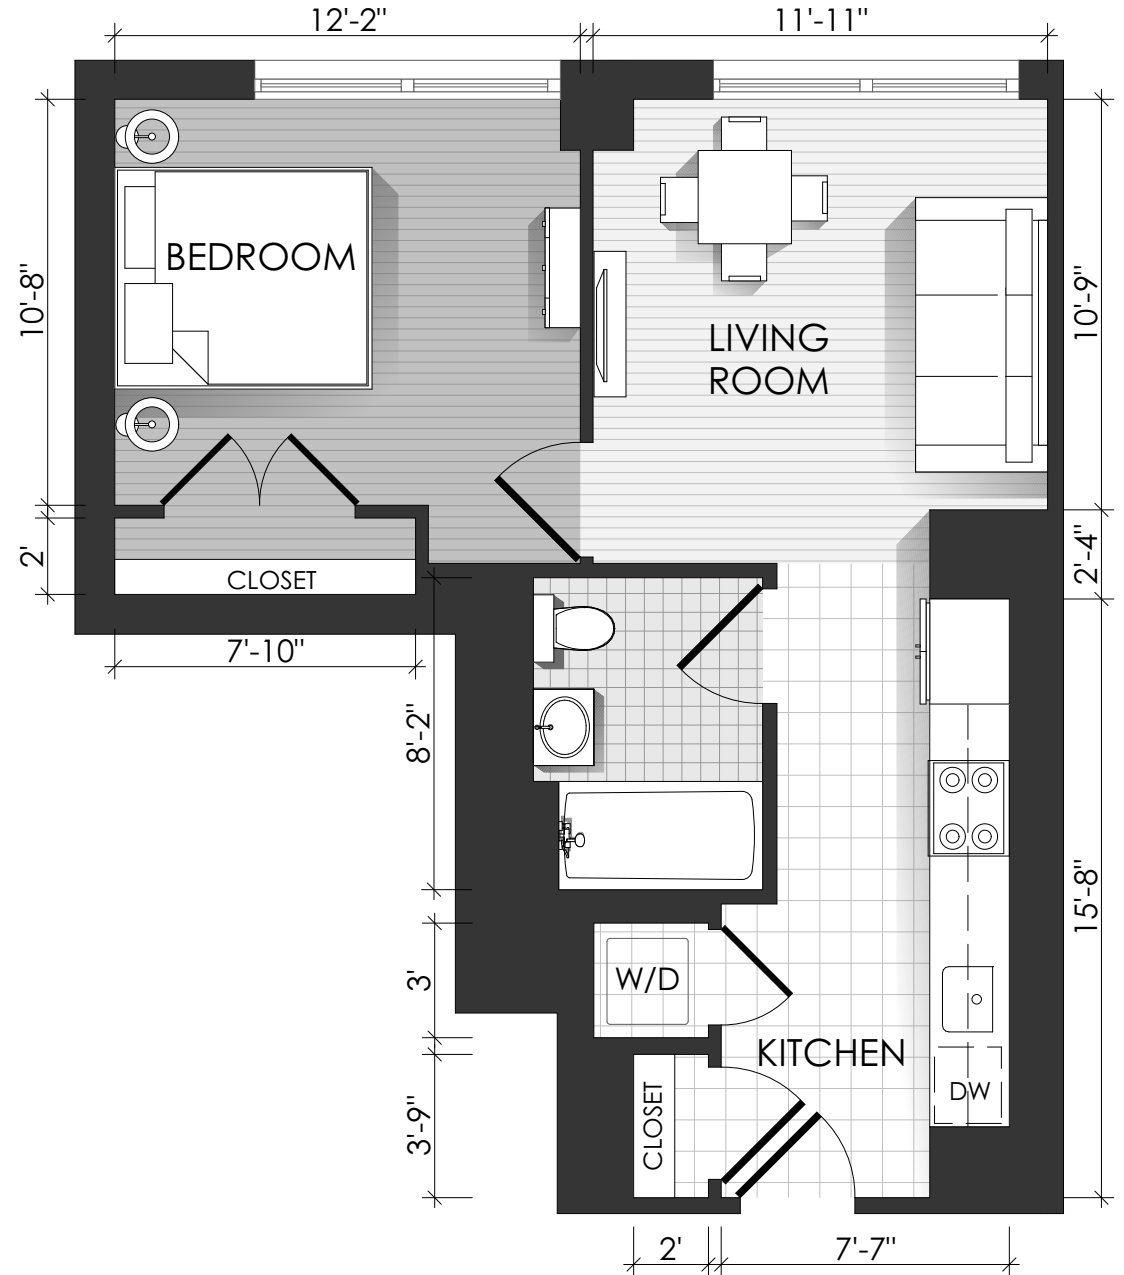 12'-2"
11'-11"
10'-8"
BEDROOM
LIVING
ROOM
10'-9"
2'
CLOSET
2'-4"
7'-10"
8'-2"
15'-8"
3'
W/D
KITCHEN
DW
3'-9"
CLOSET
2'
7'-7"